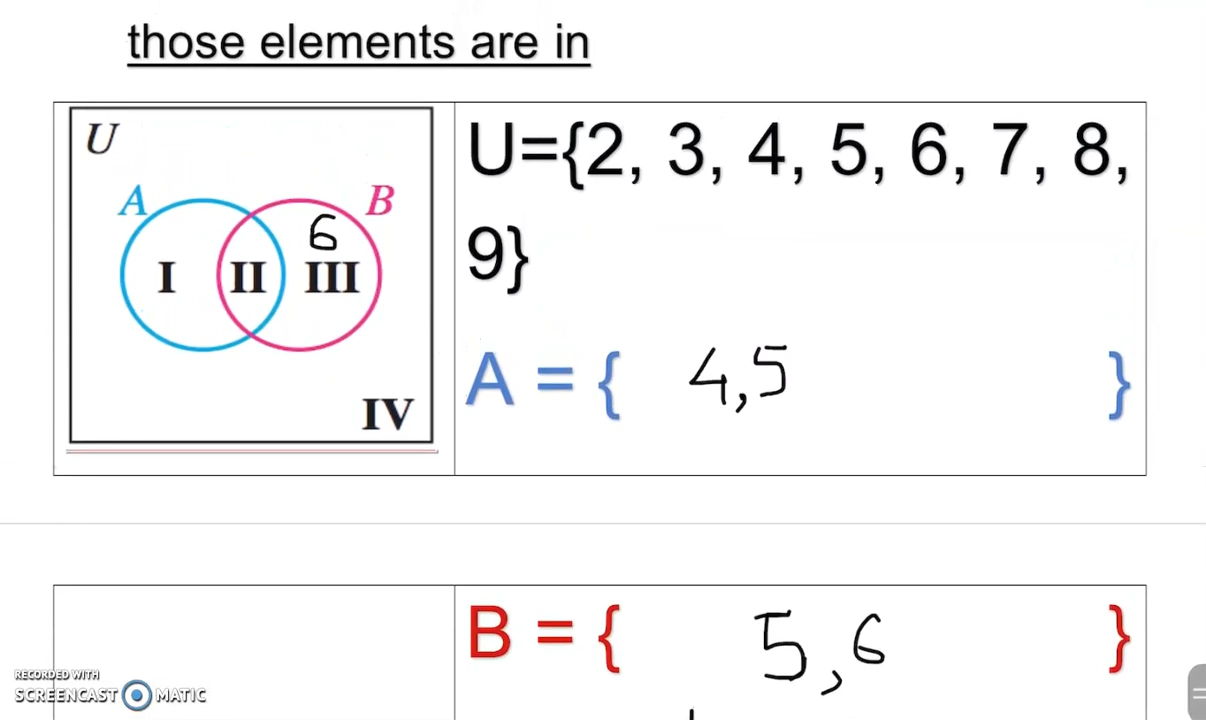 those elements are in
U
A
B
6
I
II
III
IV
U={2, 3, 4, 5, 6, 7, 8,
9}
A = { 4,5 }
B = { 5,6 }
RECORDED WITH
SCREENCAST MATIC